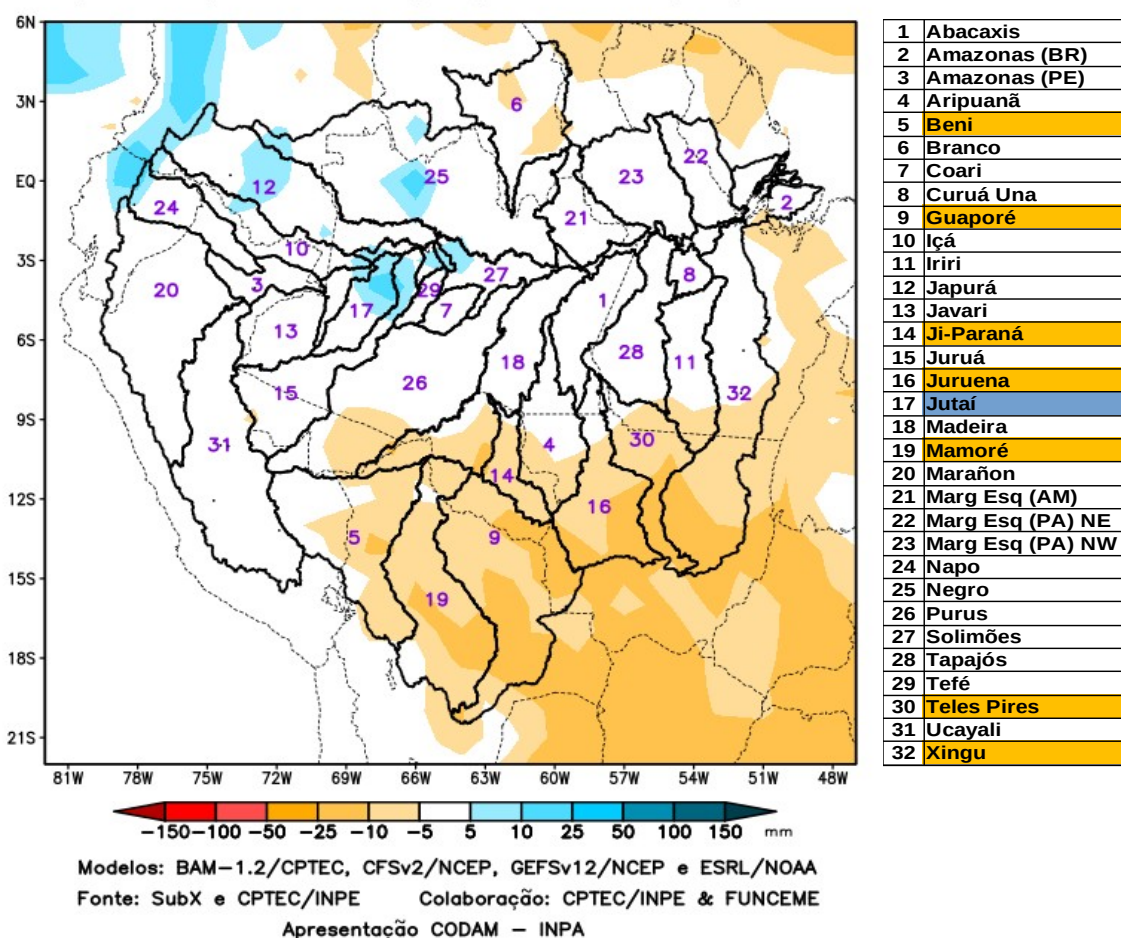 6N
3N
EQ
3S
6S
9S
12S
15S
18S
21S
81W 78W 75W 72W 69W 66W 63W 60W 57W 54W 51W 48W
6
22
12 25 23
2
24
21
10
27
8
3
20 29
17 7 1
13
28
18 11
26
15 32
31 4 30
14
16
5 9
19
−150 −100 −50 −25 −10 −5 5 10 25 50 100 150 mm
Modelos: BAM−1.2/CPTEC, CFSv2/NCEP, GEFSv12/NCEP e ESRL/NOAA
Fonte: SubX e CPTEC/INPE Colaboração: CPTEC/INPE & FUNCEME
Apresentação CODAM − INPA
1 Abacaxis
2 Amazonas (BR)
3 Amazonas (PE)
4 Aripuanã
5 Beni
6 Branco
7 Coari
8 Curuá Una
9 Guaporé
10 Içá
11 Iriri
12 Japurá
13 Javari
14 Ji-Paraná
15 Juruá
16 Juruena
17 Jutaí
18 Madeira
19 Mamoré
20 Marañon
21 Marg Esq (AM)
22 Marg Esq (PA) NE
23 Marg Esq (PA) NW
24 Napo
25 Negro
26 Purus
27 Solimões
28 Tapajós
29 Tefé
30 Teles Pires
31 Ucayali
32 Xingu